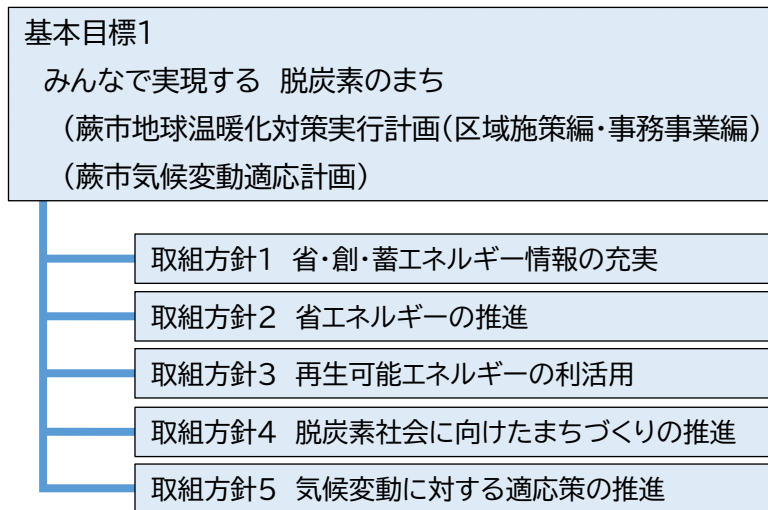 基本目標1
みんなで実現する 脱炭素のまち
(蕨市地球温暖化対策実行計画(区域施策編・事務事業編)
(蕨市気候変動適応計画)
取組方針1 省・創・蓄エネルギー情報の充実
取組方針2 省エネルギーの推進
取組方針3 再生可能エネルギーの利活用
取組方針4 脱炭素社会に向けたまちづくりの推進
取組方針5 気候変動に対する適応策の推進